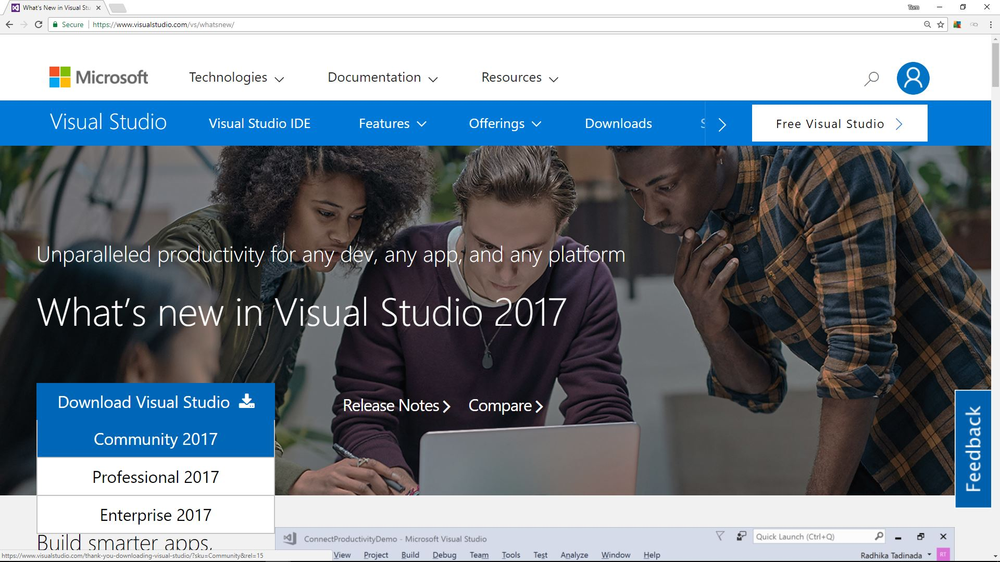 What's New in Visual Stu
Tom
Secure
https://www.visualstudio.com/vs/whatsnew/
Microsoft
Technologies
Documentation
Resources
Visual Studio
Visual Studio IDE
Features
Offerings
Downloads
S
Free Visual Studio
Unparalleled productivity for any dev, any app, and any platform
What's new in Visual Studio 2017
Download Visual Studio
Release Notes
Compare
Community 2017
Professional 2017
Enterprise 2017
Feedback
Build smarter apps,
ConnectProductivityDemo - Microsoft Visual Studio
Quick Launch (Ctrl+Q)
View Project Build Debug Team Tools Test Analyze Window Help
Radhika Tadinada
RT
https://www.visualstudio.com/thank-you-downloading-visual-studio/?sku=Community&rel=15